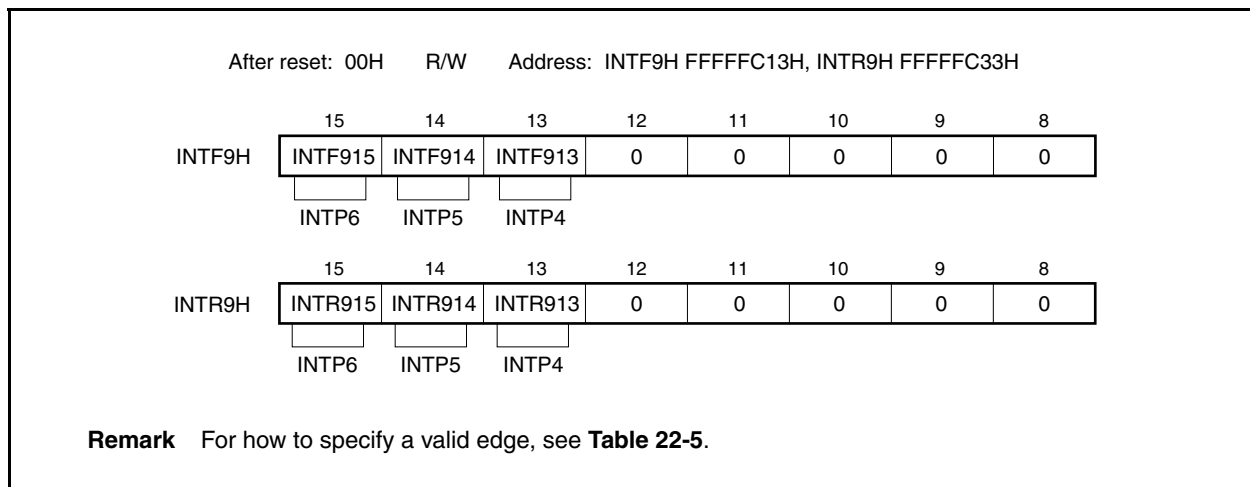 After reset: 00H R/W Address: INTF9H FFFFFC13H, INTR9H FFFFFC33H
15 14 13 12 11 10 9 8
INTF9H INTF915 INTF914 INTF913 0 0 0 0 0
INTP6 INTP5 INTP4
15 14 13 12 11 10 9 8
INTR9H INTR915 INTR914 INTR913 0 0 0 0 0
INTP6 INTP5 INTP4
Remark For how to specify a valid edge, see Table 22-5.